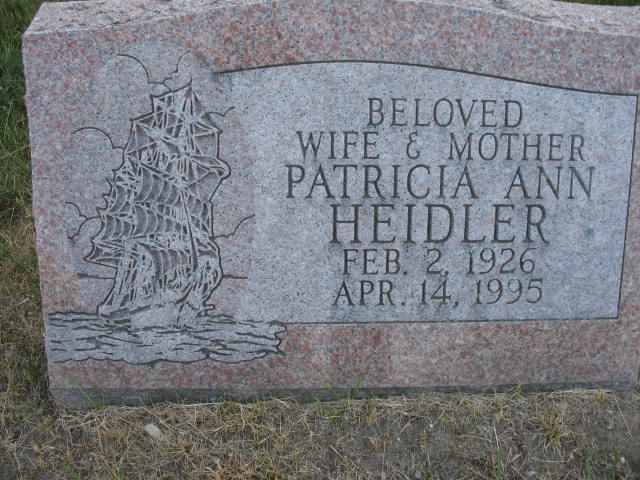 BELOVED
WIFE & MOTHER
PATRICIA ANN
HEIDLER
FEB. 2, 1926
APR. 14, 1995